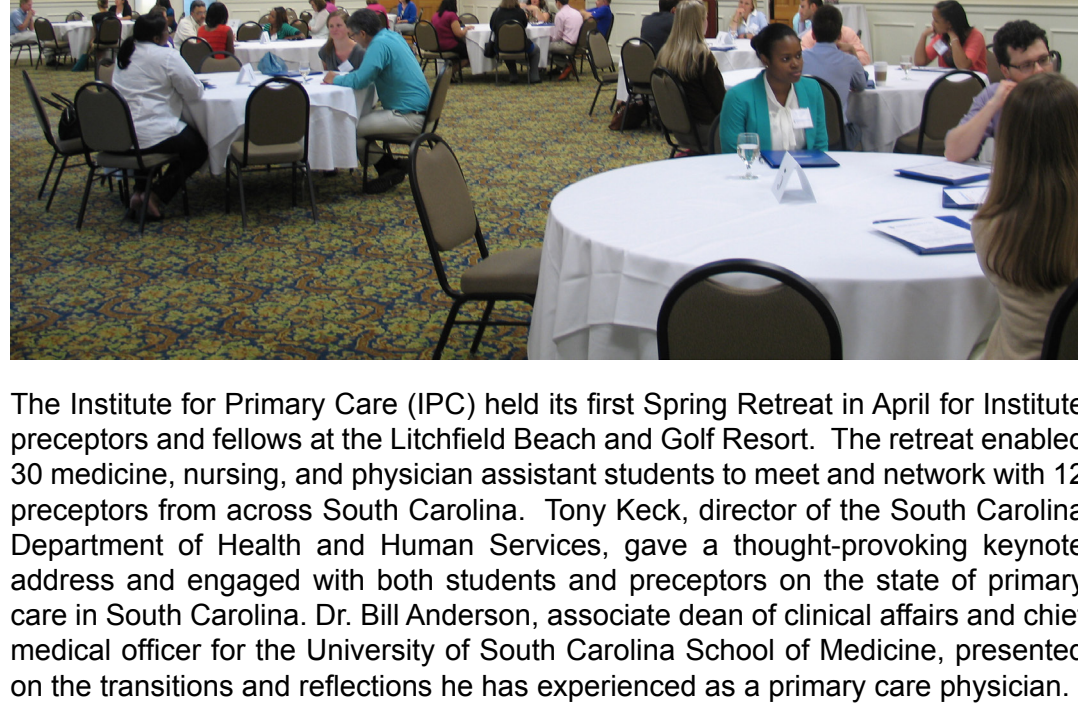 The Institute for Primary Care (IPC) held its first Spring Retreat in April for Institute
preceptors and fellows at the Litchfield Beach and Golf Resort.  The retreat enabled
30 medicine, nursing, and physician assistant students to meet and network with 12
preceptors from across South Carolina.  Tony Keck, director of the South Carolina
Department of Health and Human Services, gave a thought-provoking keynote
address and engaged with both students and preceptors on the state of primary
care in South Carolina. Dr. Bill Anderson, associate dean of clinical affairs and chief
medical officer for the University of South Carolina School of Medicine, presented
on the transitions and reflections he has experienced as a primary care physician.